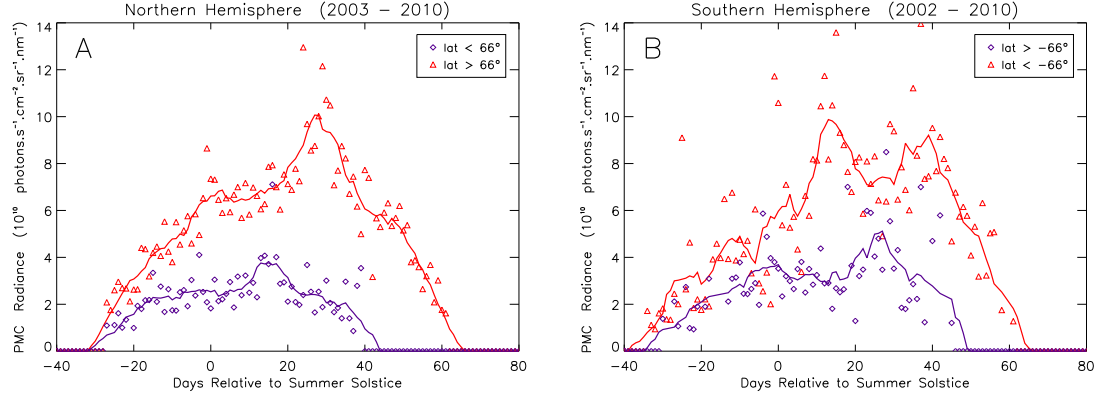 Northern Hemisphere (2003 − 2010)
A
lat < 66°
lat > 66°
PMC Radiance (10¹⁰ photons.s⁻¹.cm⁻².sr⁻¹.nm⁻¹)
14
12
10
8
6
4
2
0
−40 −20 0 20 40 60 80
Days Relative to Summer Solstice
Southern Hemisphere (2002 − 2010)
B
lat > −66°
lat < −66°
PMC Radiance (10¹⁰ photons.s⁻¹.cm⁻².sr⁻¹.nm⁻¹)
14
12
10
8
6
4
2
0
−40 −20 0 20 40 60 80
Days Relative to Summer Solstice